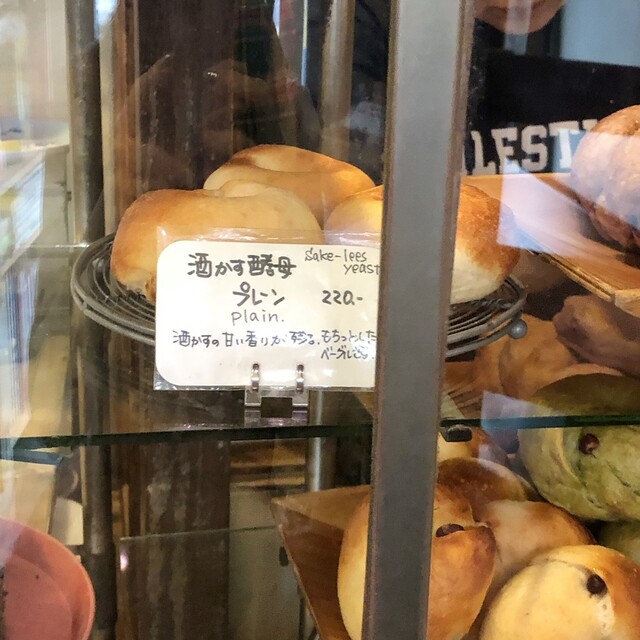 酒かす酵母 Sake-lees yeast
プレーン 220.-
plain.
酒かすの甘い香りが残る、もちっとした
ベーグルです。
LEST